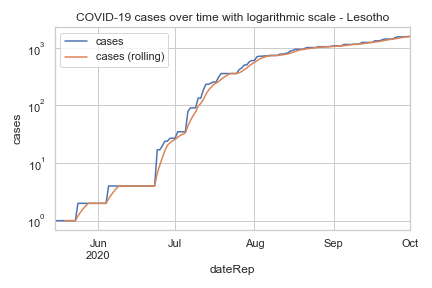 COVID-19 cases over time with logarithmic scale - Lesotho
cases
cases (rolling)
10³
10²
10¹
10⁰
cases
Jun
2020
Jul
Aug
Sep
Oct
dateRep